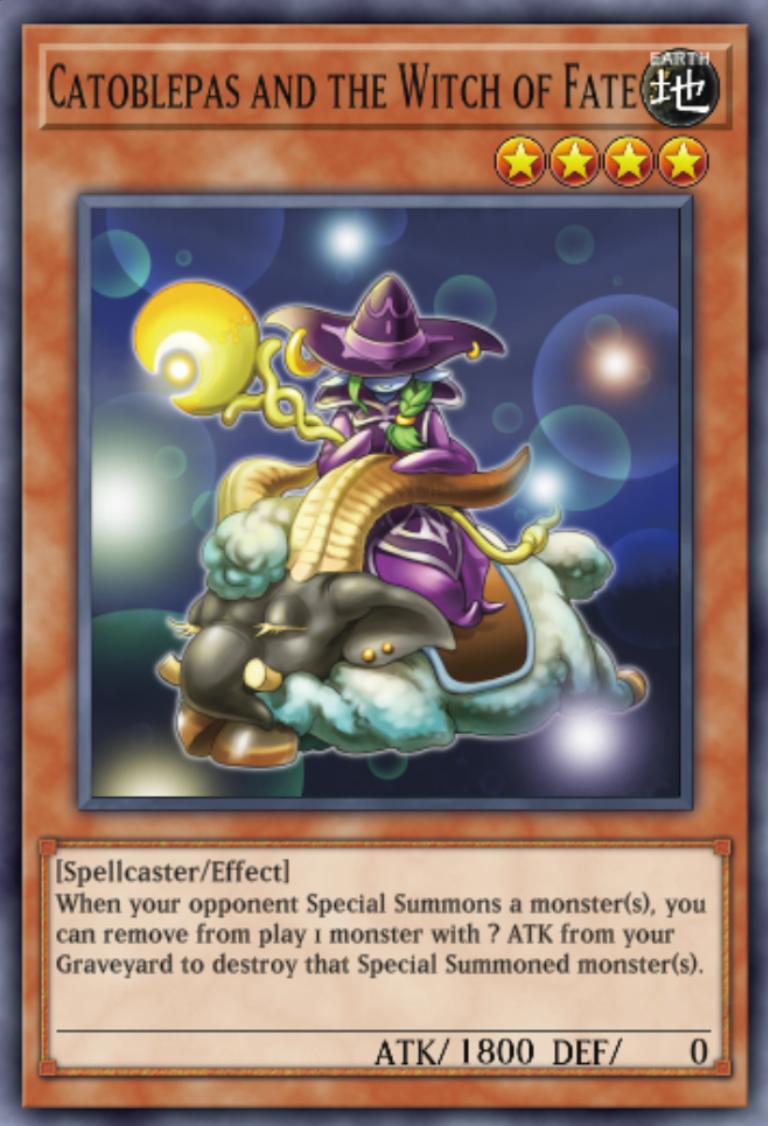 Catoblepas and the Witch of Fate
EARTH
地
[Spellcaster/Effect]
When your opponent Special Summons a monster(s), you
can remove from play 1 monster with ? ATK from your
Graveyard to destroy that Special Summoned monster(s).
ATK/ 1800 DEF/ 0